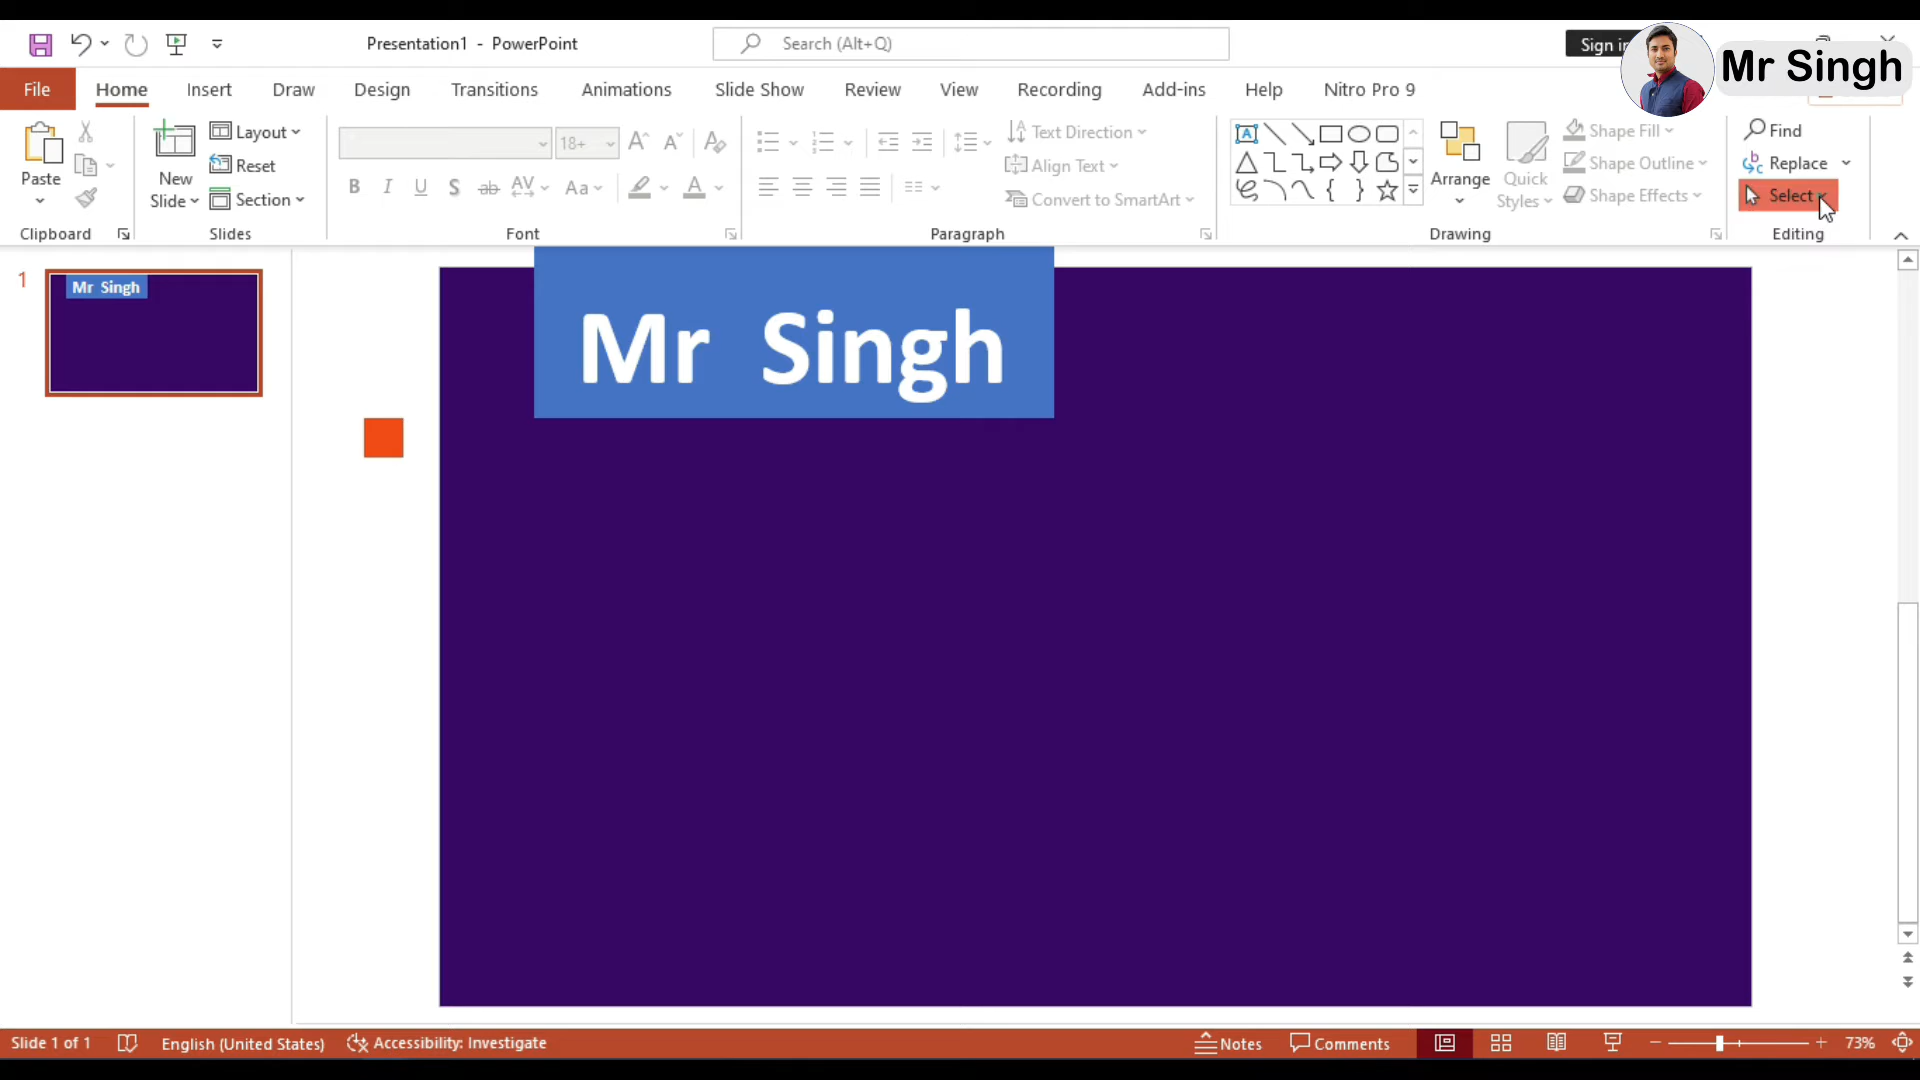 Presentation1 - PowerPoint
Search (Alt+Q)
Sign in
Mr Singh
File
Home
Insert
Draw
Design
Transitions
Animations
Slide Show
Review
View
Recording
Add-ins
Help
Nitro Pro 9
Paste
Clipboard
New
Slide
Layout
Reset
Section
Slides
18+
B I U S ab AV Aa A
Font
Text Direction
Align Text
Convert to SmartArt
Paragraph
Arrange
Quick
Styles
Shape Fill
Shape Outline
Shape Effects
Drawing
Find
Replace
Select
Editing
1
Mr Singh
Mr Singh
Slide 1 of 1
English (United States)
Accessibility: Investigate
Notes
Comments
73%